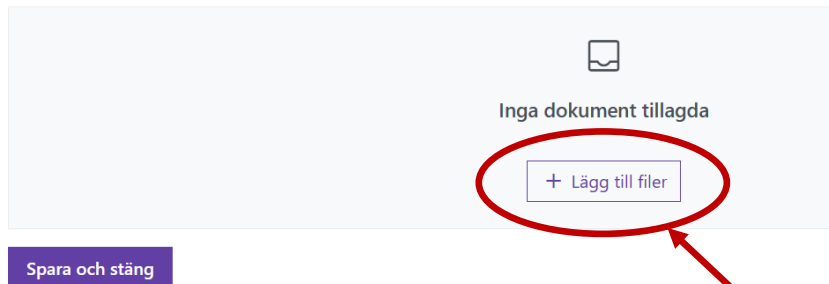 Inga dokument tillagda
+ Lägg till filer
Spara och stäng